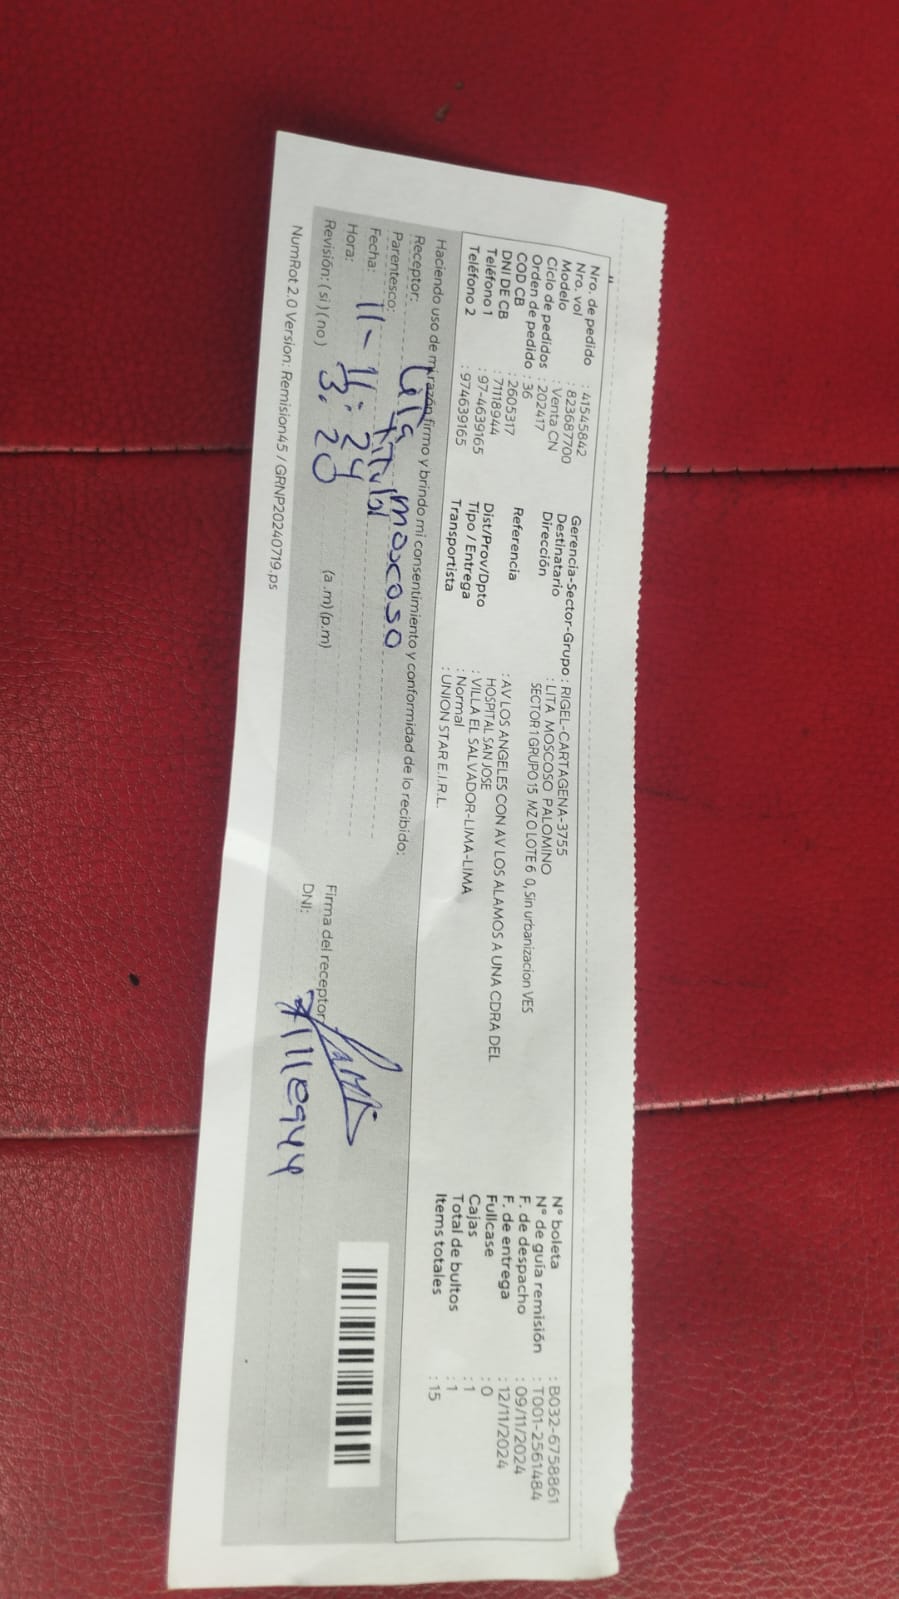 Nro. de pedido : 41545842
Nro. vol : 823687700
Modelo : Venta CN
Ciclo de pedidos : 202417
Orden de pedido : 36
COD CB : 2605317
DNI DE CB : 71118944
Teléfono 1 : 97-4639165
Teléfono 2 : 974639165
Gerencia-Sector-Grupo : RIGEL-CARTAGENA-3755
Destinatario : LITA MOSCOSO PALOMINO
Dirección SECTOR 1 GRUPO 15 MZ O LOTE 6 0, Sin urbanizacion VES
Referencia : AV LOS ANGELES CON AV LOS ALAMOS A UNA CDRA DEL
HOSPITAL SAN JOSE
Dist/Prov/Dpto : VILLA EL SALVADOR-LIMA-LIMA
Tipo / Entrega : Normal
Transportista : UNION STAR E.I.R.L.
N° boleta : B032-6758861
N° de guía remisión : T001-2561484
F. de despacho : 09/11/2024
F. de entrega : 12/11/2024
Fullcase : 0
Cajas : 1
Total de bultos : 1
Items totales : 15
Haciendo uso de mi razón firmo y brindo mi consentimiento y conformidad de lo recibido:
Receptor: Lita moscoso
Parentesco: titular
Fecha: 11-11-24
Hora: 3:20 (a .m) (p.m)
Revisión: ( si ) ( no )
Firma del receptor
DNI: 71118944
NumRot 2.0 Version: Remision45 / GRNP20240719.ps